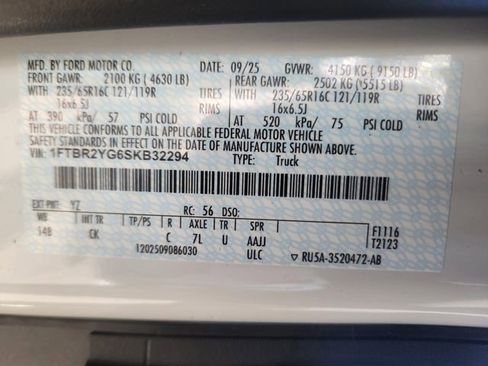 MFD. BY FORD MOTOR CO. DATE: 09/25 GVWR: 4150 KG (9150 LB)
FRONT GAWR: 2100 KG (4630 LB) REAR GAWR: 2502 KG (5515 LB)
WITH 235/65R16C 121/119R WITH 235/65R16C 121/119R
16x6.5J 16x6.5J
AT 390 kPa/ 57 PSI COLD AT 520 kPa/ 75 PSI COLD
THIS VEHICLE CONFORMS TO ALL APPLICABLE FEDERAL MOTOR VEHICLE
SAFETY STANDARDS IN EFFECT ON THE DATE OF MANUFACTURE SHOWN ABOVE.
VIN: 1FTBR2YG6SKB32294 TYPE: Truck
EXT PNT: YZ RC: 56 DSO:
WB INT TR TP/PS R AXLE TR SPR F1116
148 CK C 7L U AAJJ T2123
1202509086030 ULC RU5A-3520472-AB